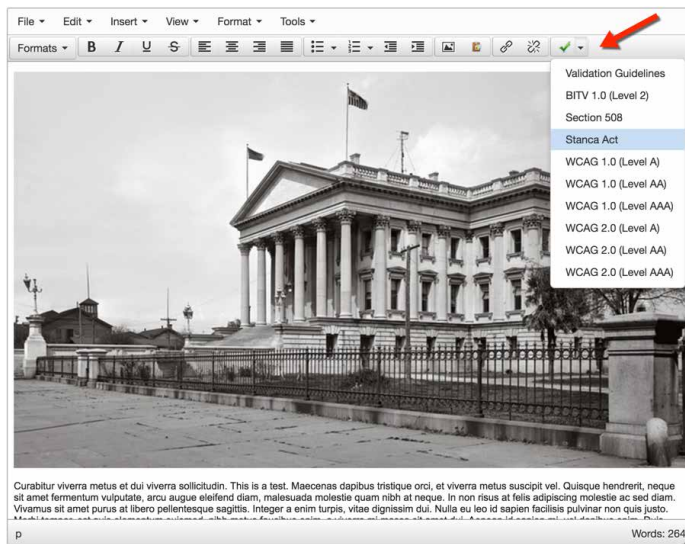 File Edit Insert View Format Tools
Formats B I U S
Validation Guidelines
BITV 1.0 (Level 2)
Section 508
Stanca Act
WCAG 1.0 (Level A)
WCAG 1.0 (Level AA)
WCAG 1.0 (Level AAA)
WCAG 2.0 (Level A)
WCAG 2.0 (Level AA)
WCAG 2.0 (Level AAA)
Curabitur viverra metus et dui viverra sollicitudin. This is a test. Maecenas dapibus tristique orci, et viverra metus suscipit vel. Quisque hendrerit, neque
sit amet fermentum vulputate, arcu augue eleifend diam, malesuada molestie quam nibh at neque. In non risus at felis adipiscing molestie ac sed diam.
Vivamus sit amet purus at libero pellentesque sagittis. Integer a enim turpis, vitae dignissim dui. Nulla eu leo id sapien facilisis pulvinar non quis justo.
p Words: 264